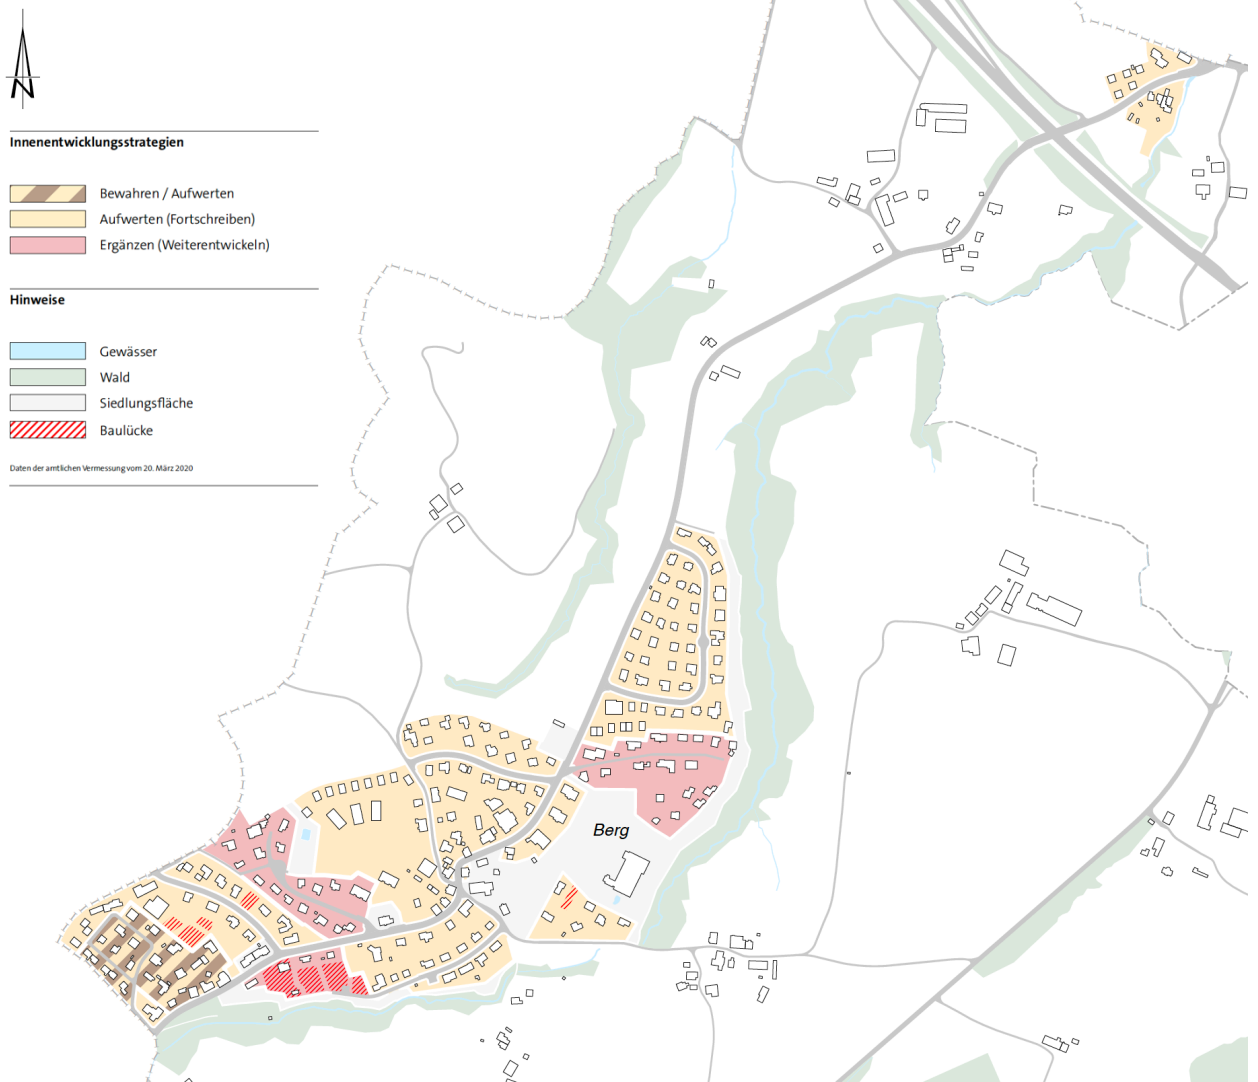 N
Innenentwicklungsstrategien
Bewahren / Aufwerten
Aufwerten (Fortschreiben)
Ergänzen (Weiterentwickeln)
Hinweise
Gewässer
Wald
Siedlungsfläche
Baulücke
Daten der amtlichen Vermessung vom 20. März 2020
Berg